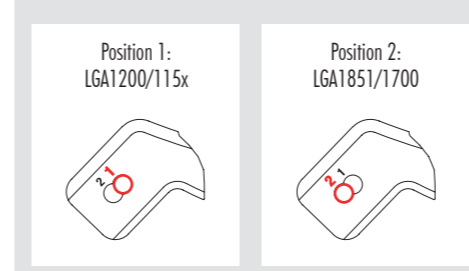 Position 1:
LGA1200/115x
2 1
Position 2:
LGA1851/1700
2 1